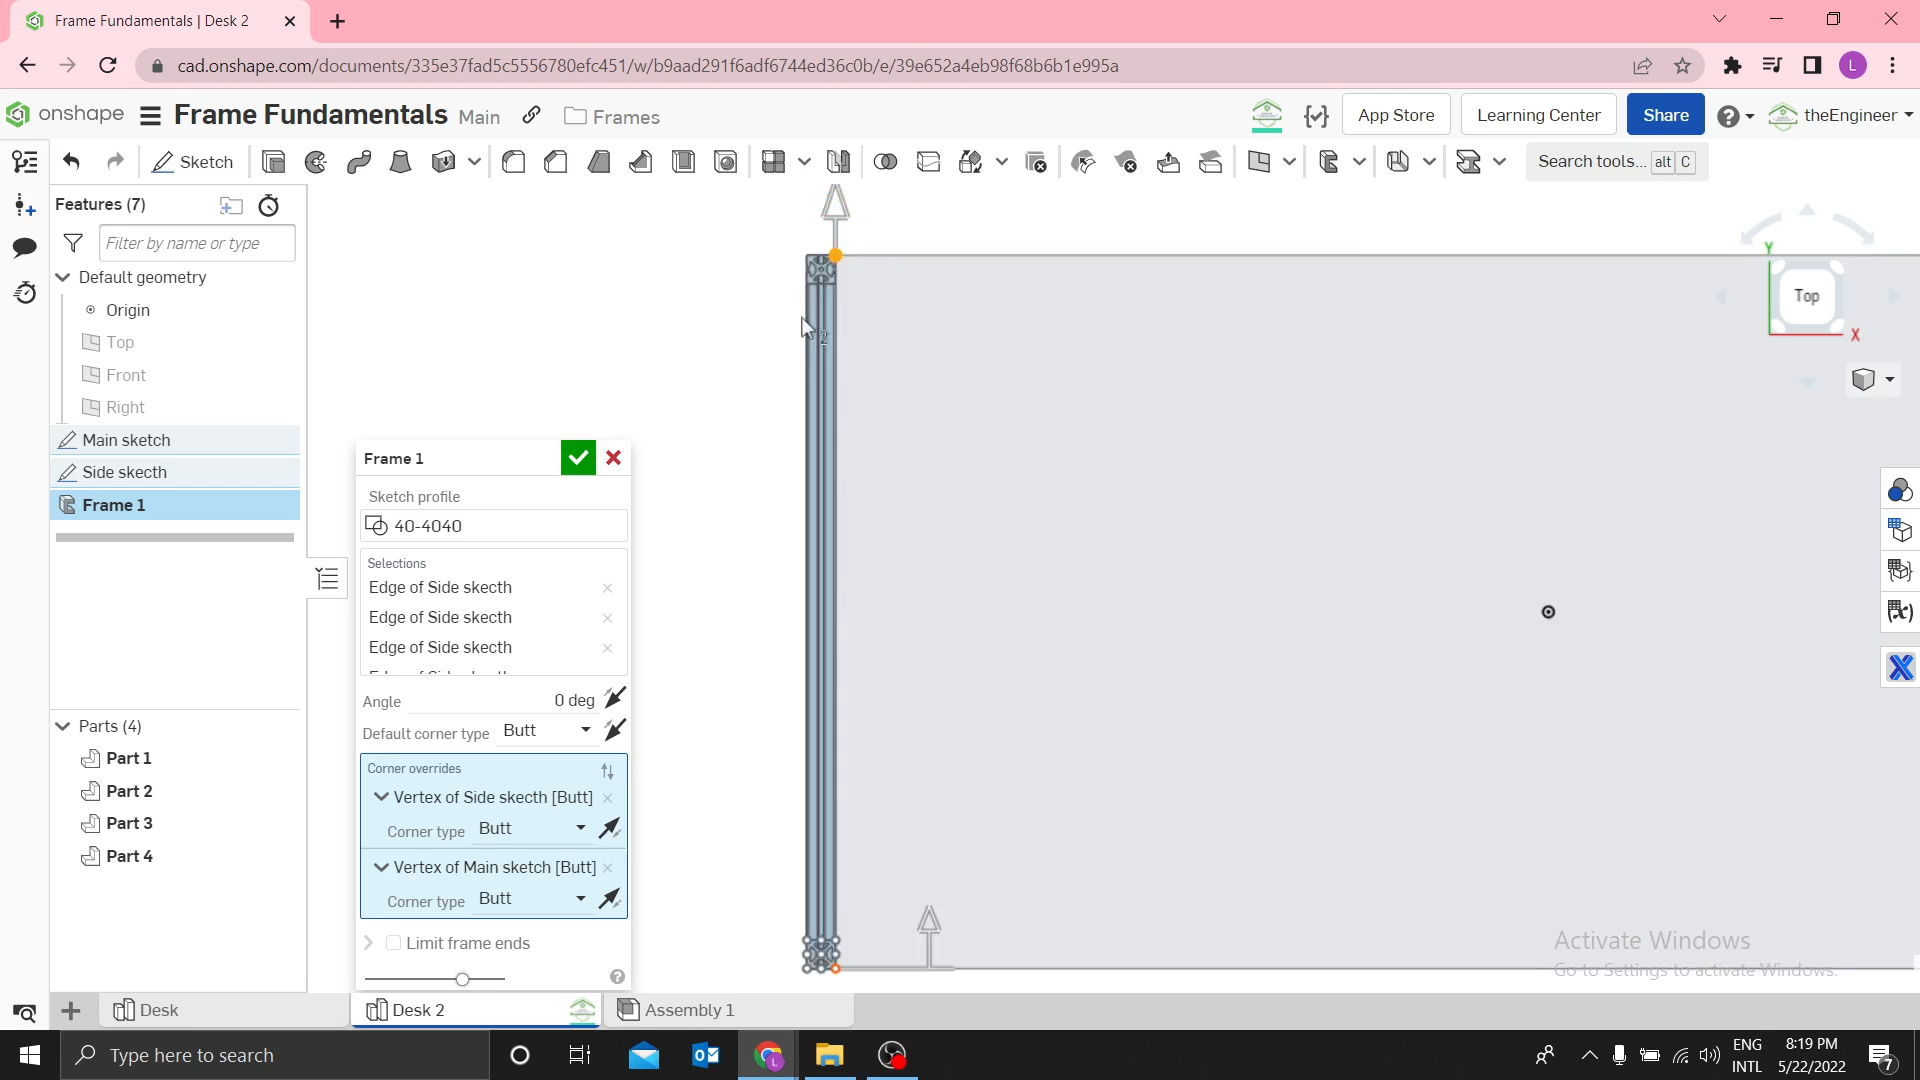 Frame Fundamentals | Desk 2
cad.onshape.com/documents/335e37fad5c5556780efc451/w/b9aad291f6adf6744ed36c0b/e/39e652a4eb98f68b6b1e995a
L
onshape Frame Fundamentals Main Frames App Store Learning Center Share theEngineer
Sketch Search tools... alt C
Features (7)
Filter by name or type
Default geometry
Origin
Top
Front
Right
Main sketch
Side skecth
Frame 1
Parts (4)
Part 1
Part 2
Part 3
Part 4
Frame 1
Sketch profile
40-4040
Selections
Edge of Side skecth
Edge of Side skecth
Edge of Side skecth
Angle 0 deg
Default corner type Butt
Corner overrides
Vertex of Side skecth [Butt]
Corner type Butt
Vertex of Main sketch [Butt]
Corner type Butt
Limit frame ends
2
Y
Top
X
Activate Windows
Go to Settings to activate Windows.
Desk
Desk 2
Assembly 1
Type here to search
L
ENG
INTL
8:19 PM
5/22/2022
7